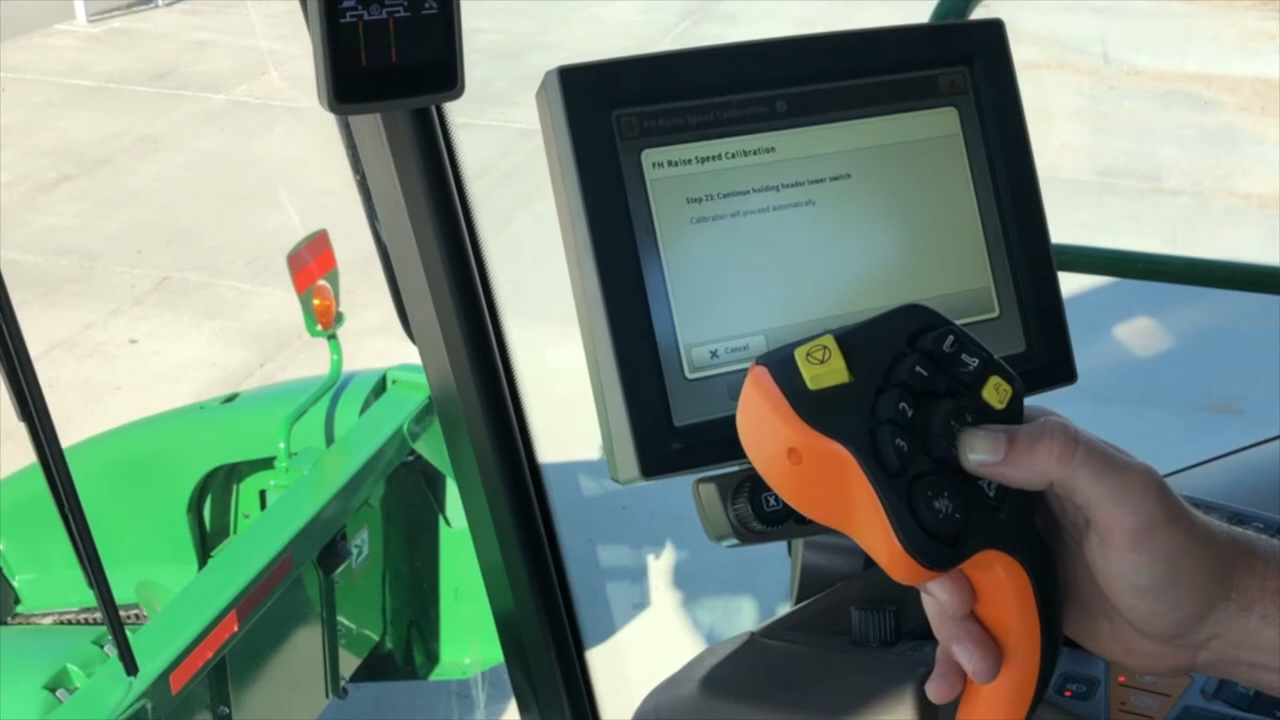 FH Raise Speed Calibration
FH Raise Speed Calibration
Step 23: Continue holding header lower switch
Calibration will proceed automatically.
Cancel
1
2
3